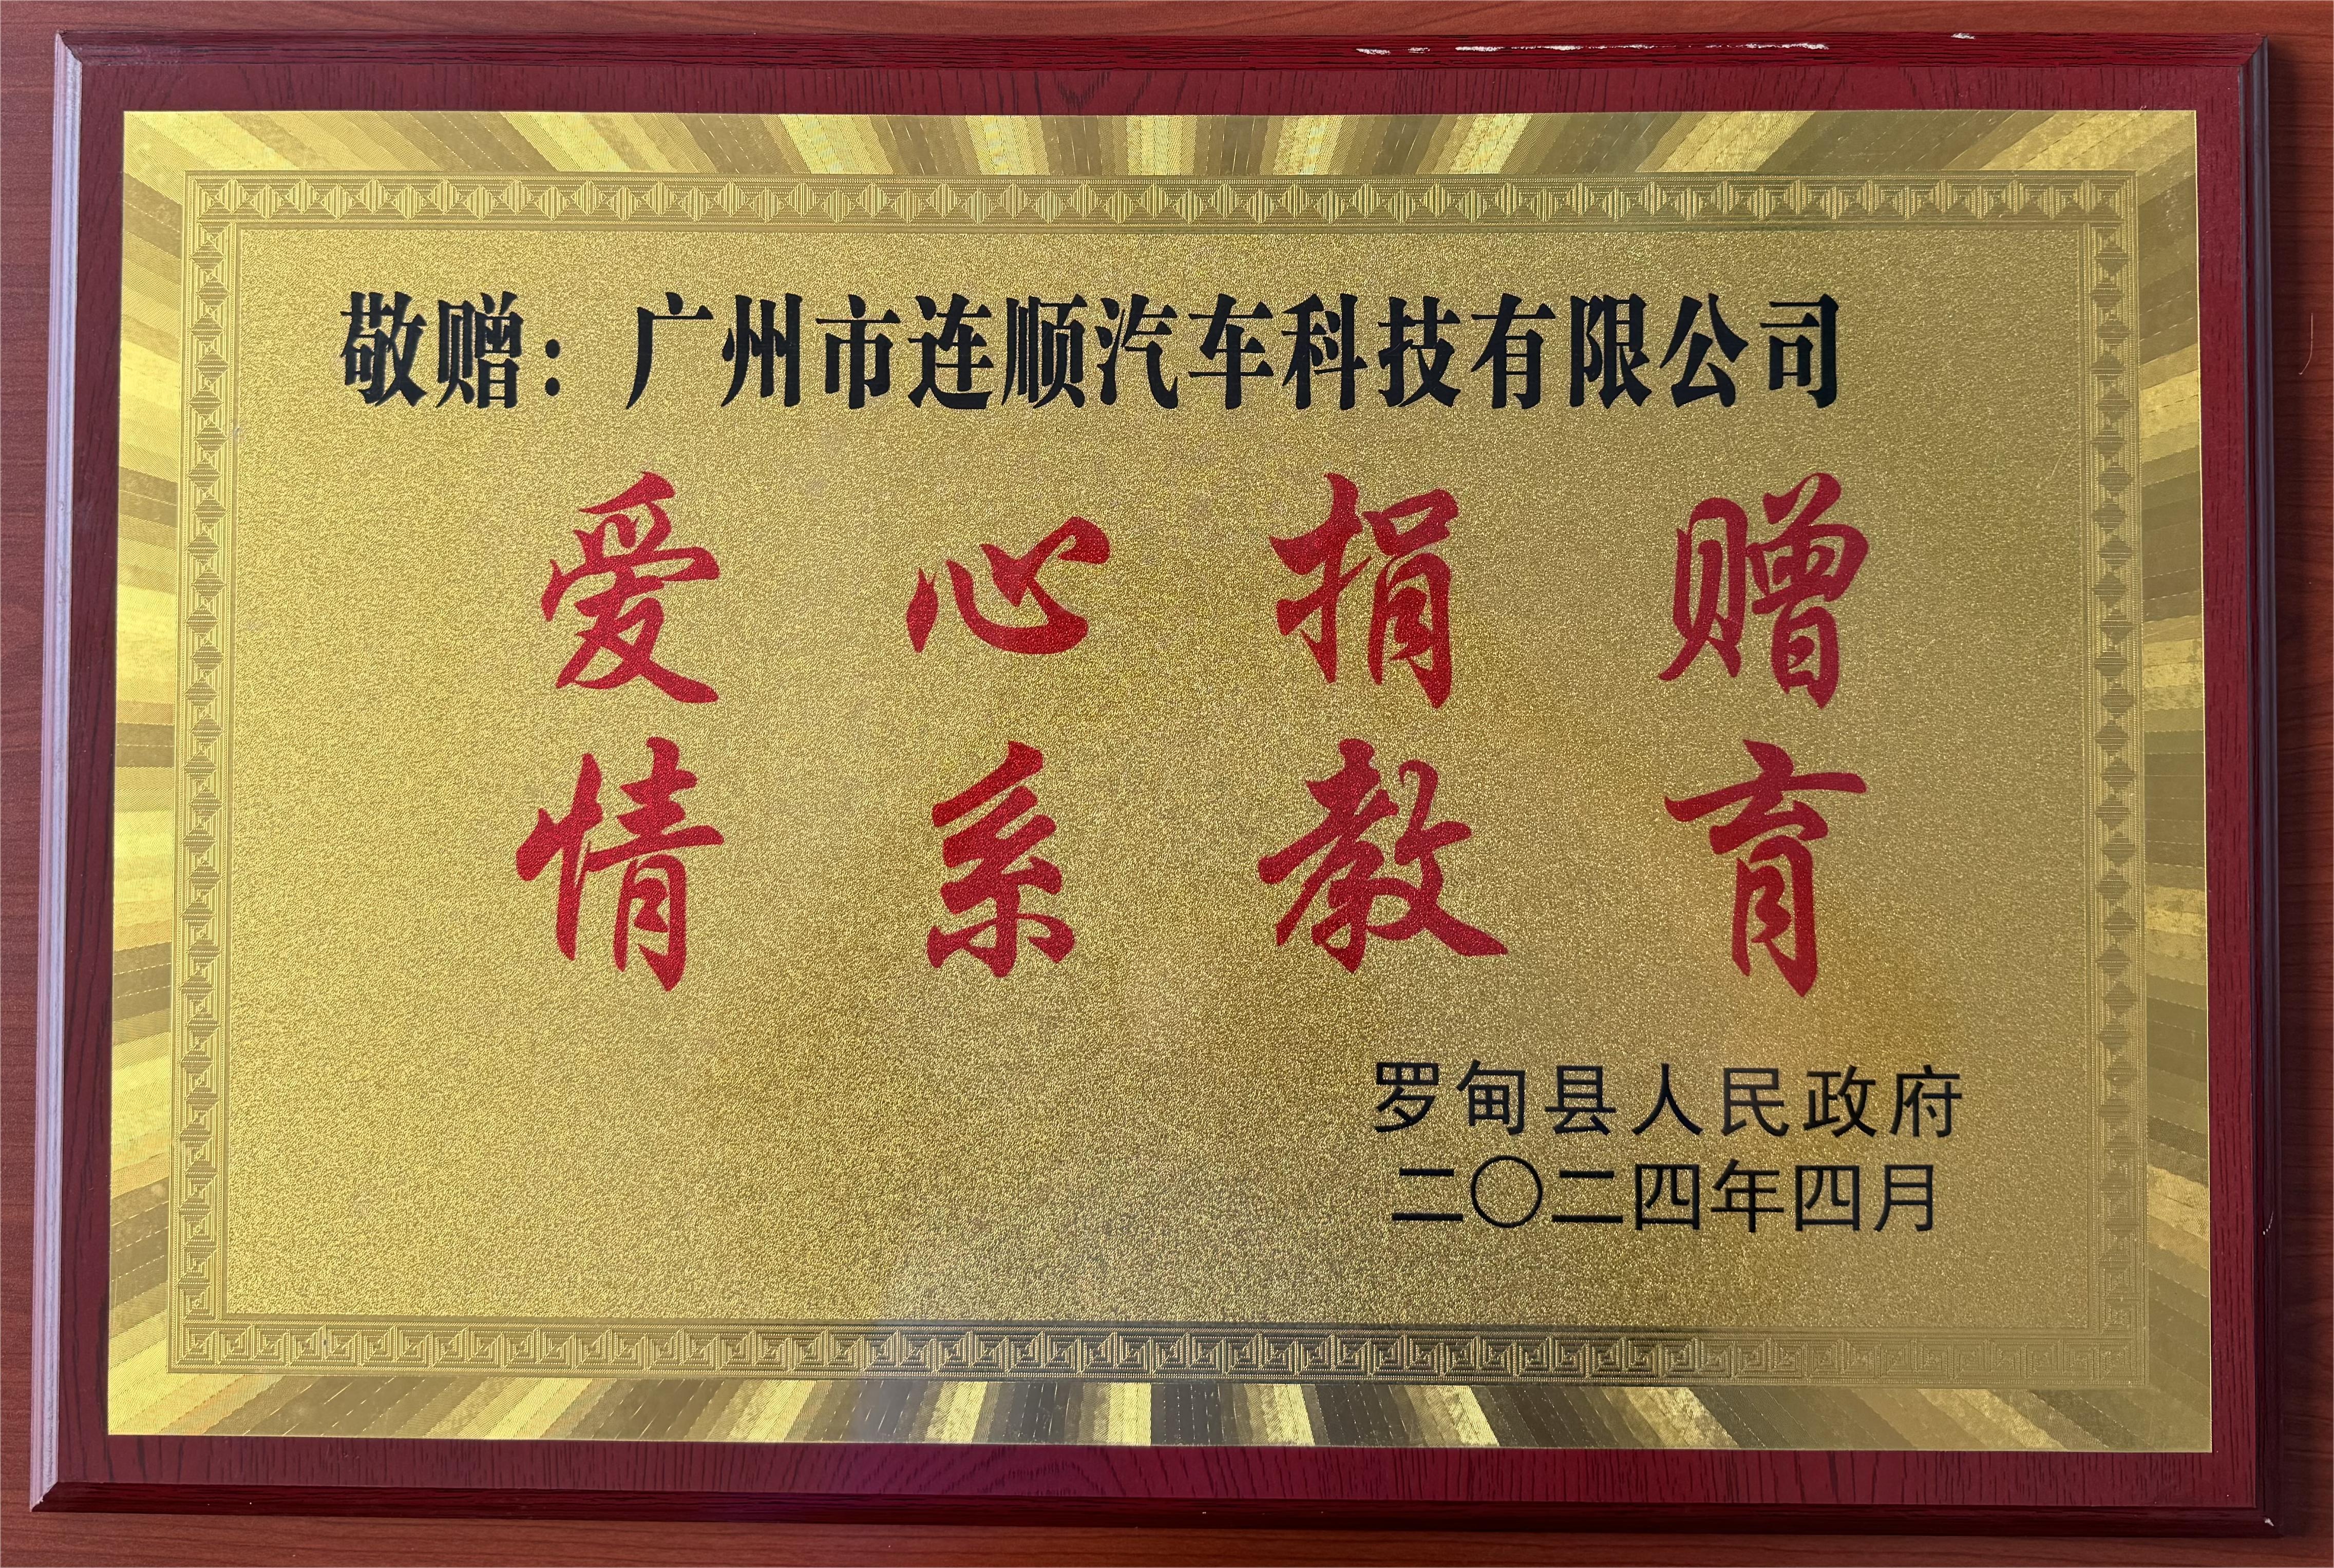 敬赠：广州市连顺汽车科技有限公司
爱心捐赠
情系教育
罗甸县人民政府
二〇二四年四月